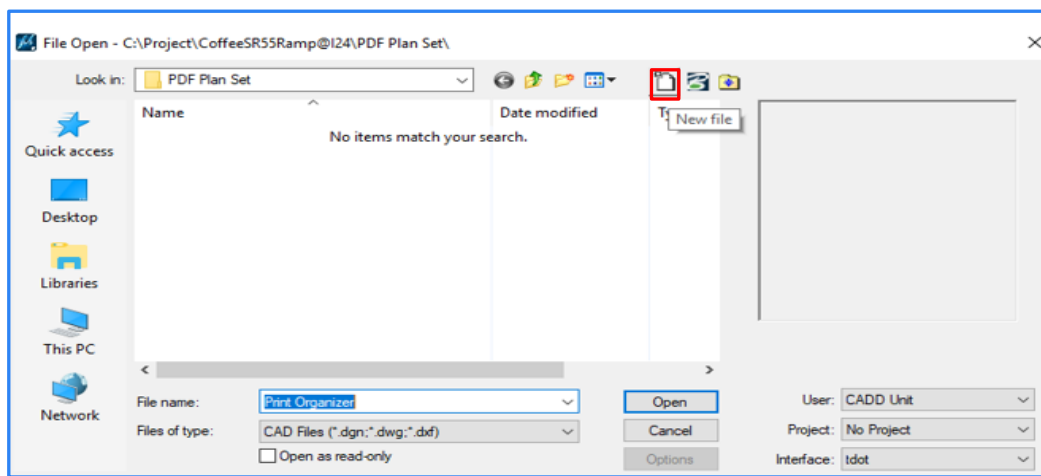 File Open - C:\Project\CoffeeSR55Ramp@I24\PDF Plan Set\
Look in: PDF Plan Set
Name Date modified Ty
New file
No items match your search.
Quick access
Desktop
Libraries
This PC
Network
File name: Print Organizer Open
Files of type: CAD Files (*.dgn;*.dwg;*.dxf) Cancel
Open as read-only Options
User: CADD Unit
Project: No Project
Interface: tdot